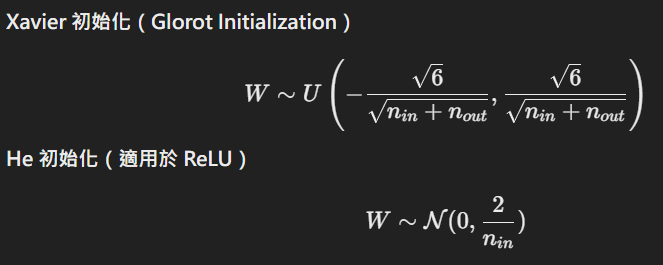 Xavier 初始化（Glorot Initialization）
W ∼ U(−√6/√(n_in + n_out), √6/√(n_in + n_out))
He 初始化（適用於 ReLU）
W ∼ 𝒩(0, 2/n_in)